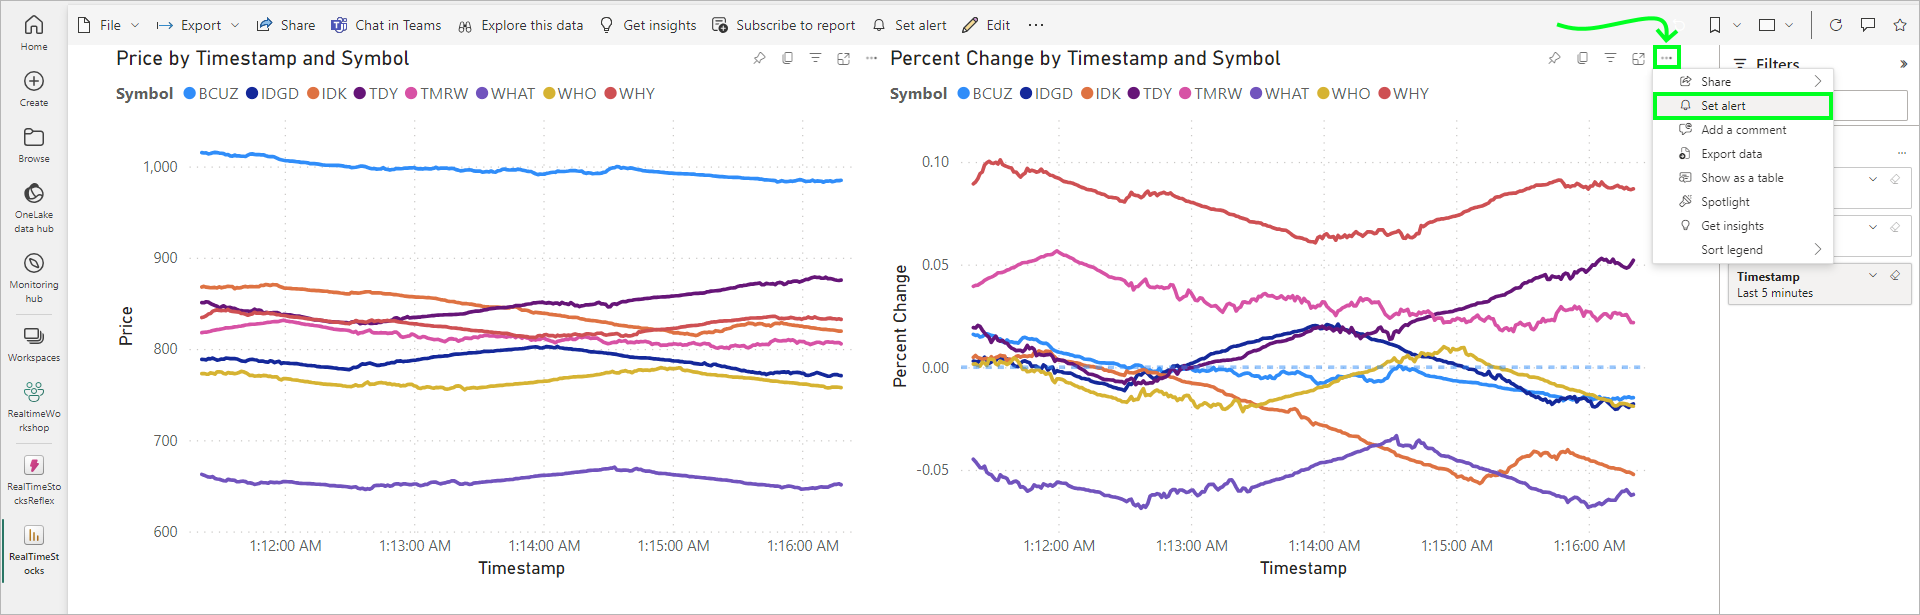 Home
Create
Browse
OneLake
data hub
Monitoring
hub
Workspaces
RealtimeWo
rkshop
RealTimeSto
cksReflex
RealTimeSt
ocks
File Export Share Chat in Teams Explore this data Get insights Subscribe to report Set alert Edit
Price by Timestamp and Symbol
Symbol BCUZ IDGD IDK TDY TMRW WHAT WHO WHY
Price
1,000
900
800
700
600
1:12:00 AM 1:13:00 AM 1:14:00 AM 1:15:00 AM 1:16:00 AM
Timestamp
Percent Change by Timestamp and Symbol
Symbol BCUZ IDGD IDK TDY TMRW WHAT WHO WHY
Percent Change
0.10
0.05
0.00
-0.05
1:12:00 AM 1:13:00 AM 1:14:00 AM 1:15:00 AM 1:16:00 AM
Timestamp
Share
Set alert
Add a comment
Export data
Show as a table
Spotlight
Get insights
Sort legend
Filters
Timestamp
Last 5 minutes